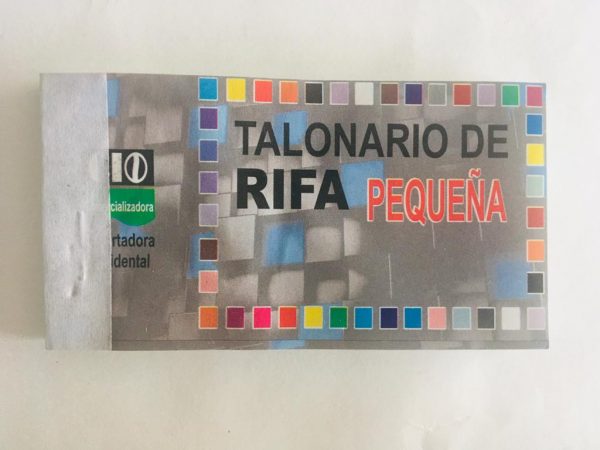 TALONARIO DE
RIFA PEQUEÑA
cializadora
rtadora
idental